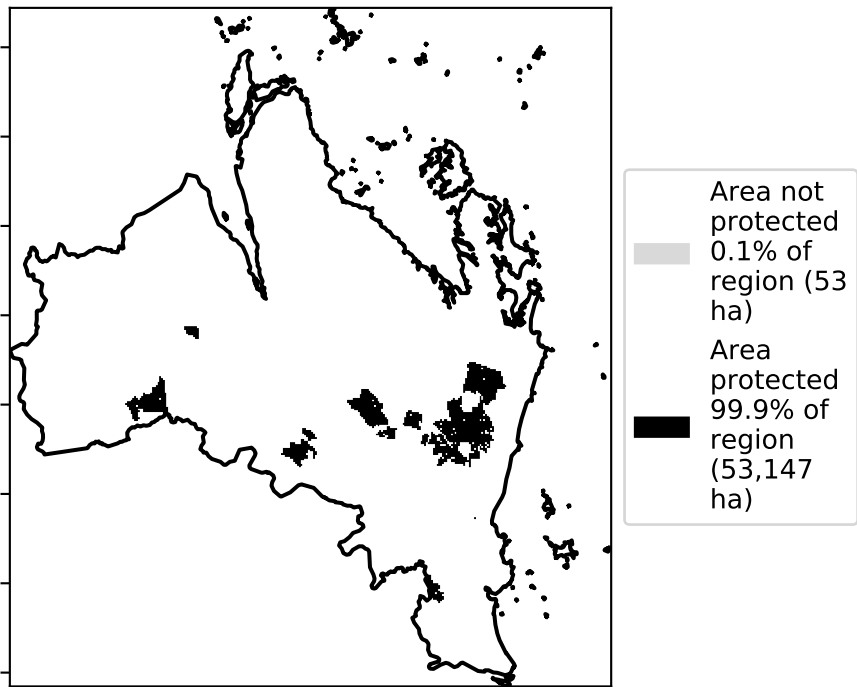 Area not
protected
0.1% of
region (53
ha)
Area
protected
99.9% of
region
(53,147
ha)